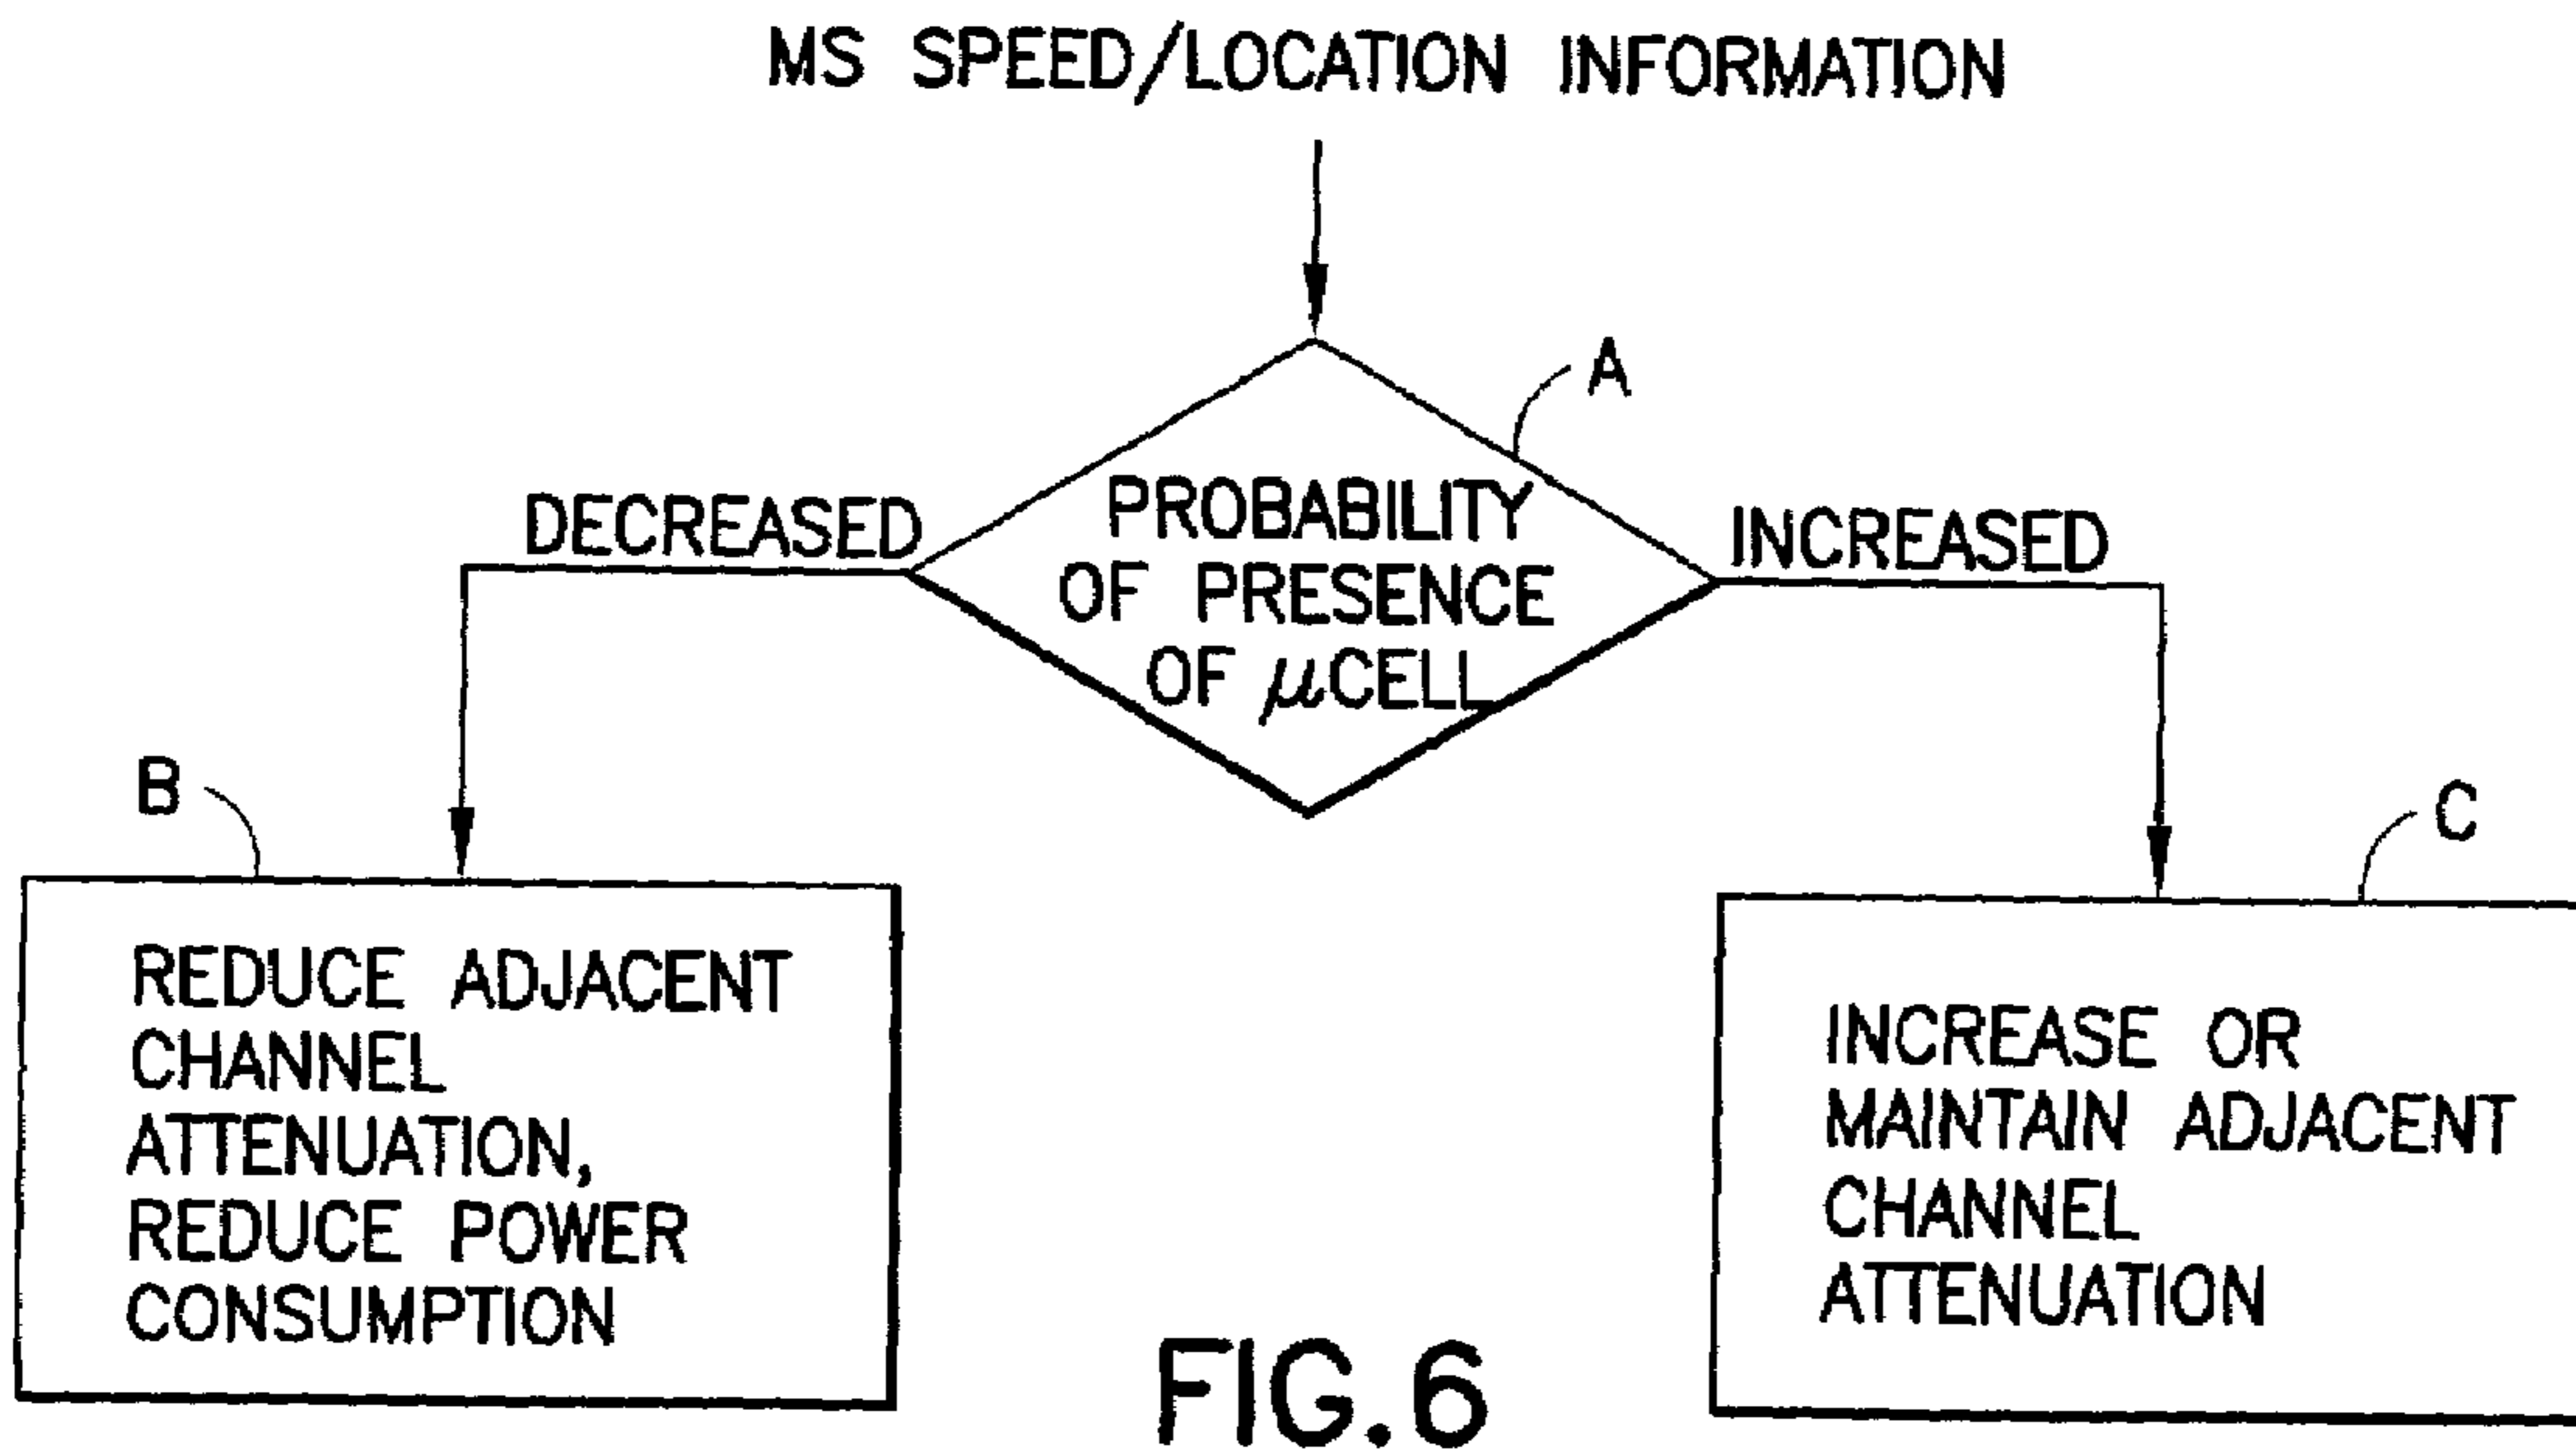 MS SPEED/LOCATION INFORMATION
A
DECREASED
PROBABILITY
OF PRESENCE
OF μCELL
INCREASED
B
REDUCE ADJACENT
CHANNEL
ATTENUATION,
REDUCE POWER
CONSUMPTION
C
INCREASE OR
MAINTAIN ADJACENT
CHANNEL
ATTENUATION
FIG.6